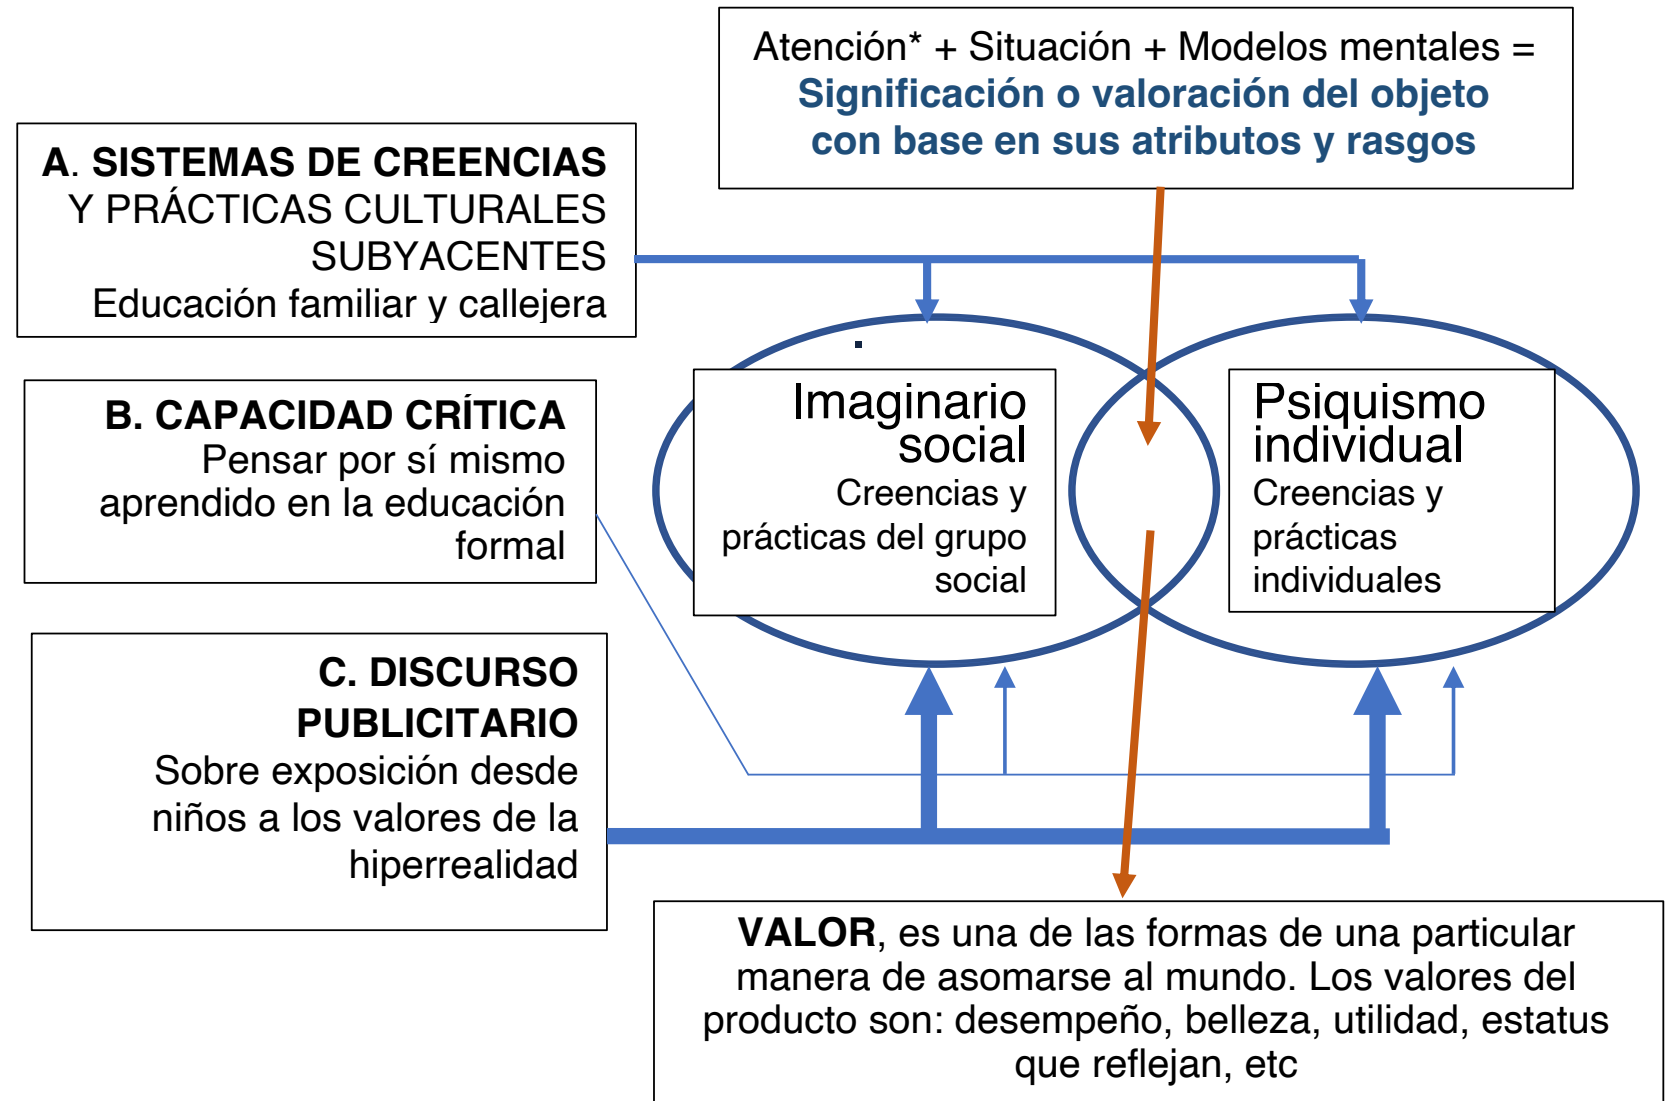 Atención* + Situación + Modelos mentales =
Significación o valoración del objeto
con base en sus atributos y rasgos
A. SISTEMAS DE CREENCIAS
Y PRÁCTICAS CULTURALES
SUBYACENTES
Educación familiar y callejera
B. CAPACIDAD CRÍTICA
Pensar por sí mismo
aprendido en la educación
formal
Imaginario
social
Creencias y
prácticas del grupo
social
Psiquismo
individual
Creencias y
prácticas
individuales
C. DISCURSO
PUBLICITARIO
Sobre exposición desde
niños a los valores de la
hiperrealidad
VALOR, es una de las formas de una particular
manera de asomarse al mundo. Los valores del
producto son: desempeño, belleza, utilidad, estatus
que reflejan, etc